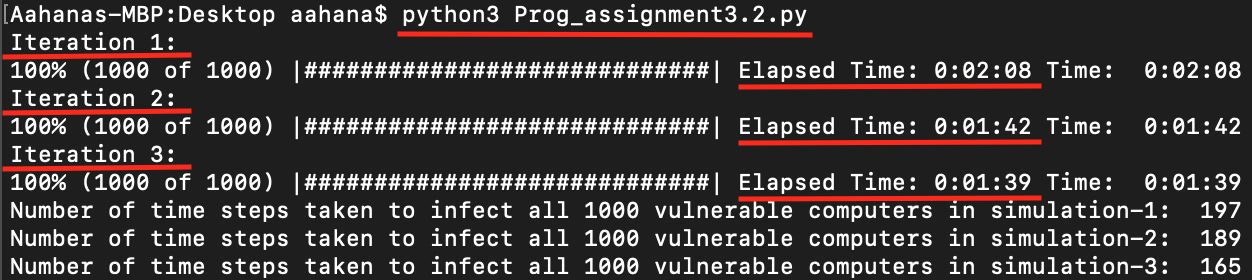 [Aahanas-MBP:Desktop aahana$ python3 Prog_assignment3.2.py
Iteration 1:
100% (1000 of 1000) |#############################| Elapsed Time: 0:02:08 Time:  0:02:08
Iteration 2:
100% (1000 of 1000) |#############################| Elapsed Time: 0:01:42 Time:  0:01:42
Iteration 3:
100% (1000 of 1000) |#############################| Elapsed Time: 0:01:39 Time:  0:01:39
Number of time steps taken to infect all 1000 vulnerable computers in simulation-1:  197
Number of time steps taken to infect all 1000 vulnerable computers in simulation-2:  189
Number of time steps taken to infect all 1000 vulnerable computers in simulation-3:  165